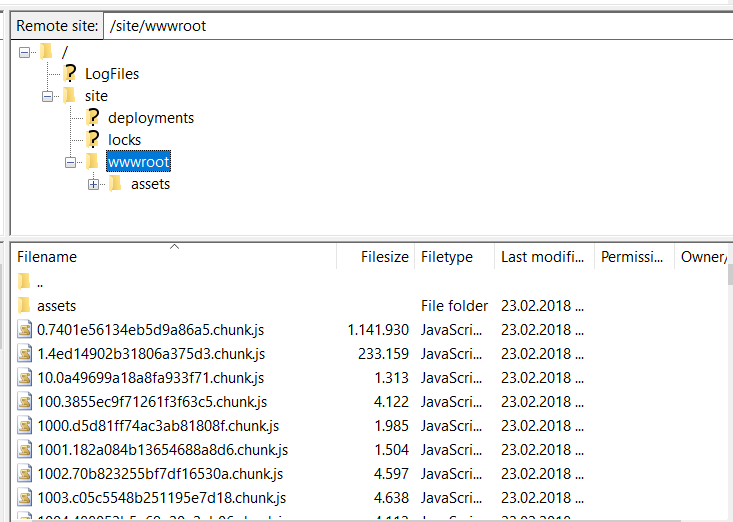 Remote site: /site/wwwroot
/
LogFiles
site
deployments
locks
wwwroot
assets
Filename Filesize Filetype Last modifi... Permissi... Owner/
..
assets File folder 23.02.2018 ...
0.7401e56134eb5d9a86a5.chunk.js 1.141.930 JavaScri... 23.02.2018 ...
1.4ed14902b31806a375d3.chunk.js 233.159 JavaScri... 23.02.2018 ...
10.0a49699a18a8fa933f71.chunk.js 1.313 JavaScri... 23.02.2018 ...
100.3855ec9f71261f3f63c5.chunk.js 4.122 JavaScri... 23.02.2018 ...
1000.d5d81ff74ac3ab81808f.chunk.js 1.985 JavaScri... 23.02.2018 ...
1001.182a084b13654688a8d6.chunk.js 1.504 JavaScri... 23.02.2018 ...
1002.70b823255bf7df16530a.chunk.js 4.597 JavaScri... 23.02.2018 ...
1003.c05c5548b251195e7d18.chunk.js 4.638 JavaScri... 23.02.2018 ...